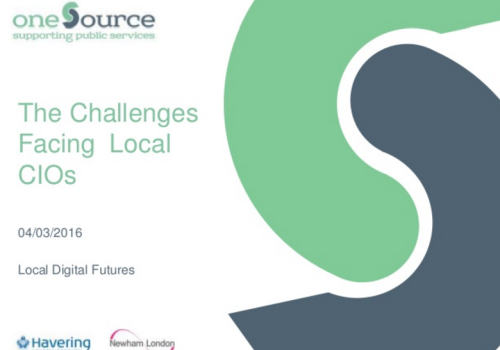 oneSource
supporting public services
The Challenges
Facing Local
CIOs
04/03/2016
Local Digital Futures
Havering
Newham London